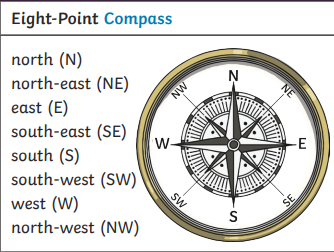 Eight-Point Compass
north (N)
north-east (NE)
east (E)
south-east (SE)
south (S)
south-west (SW)
west (W)
north-west (NW)
N
NW
NE
W
E
SW
SE
S